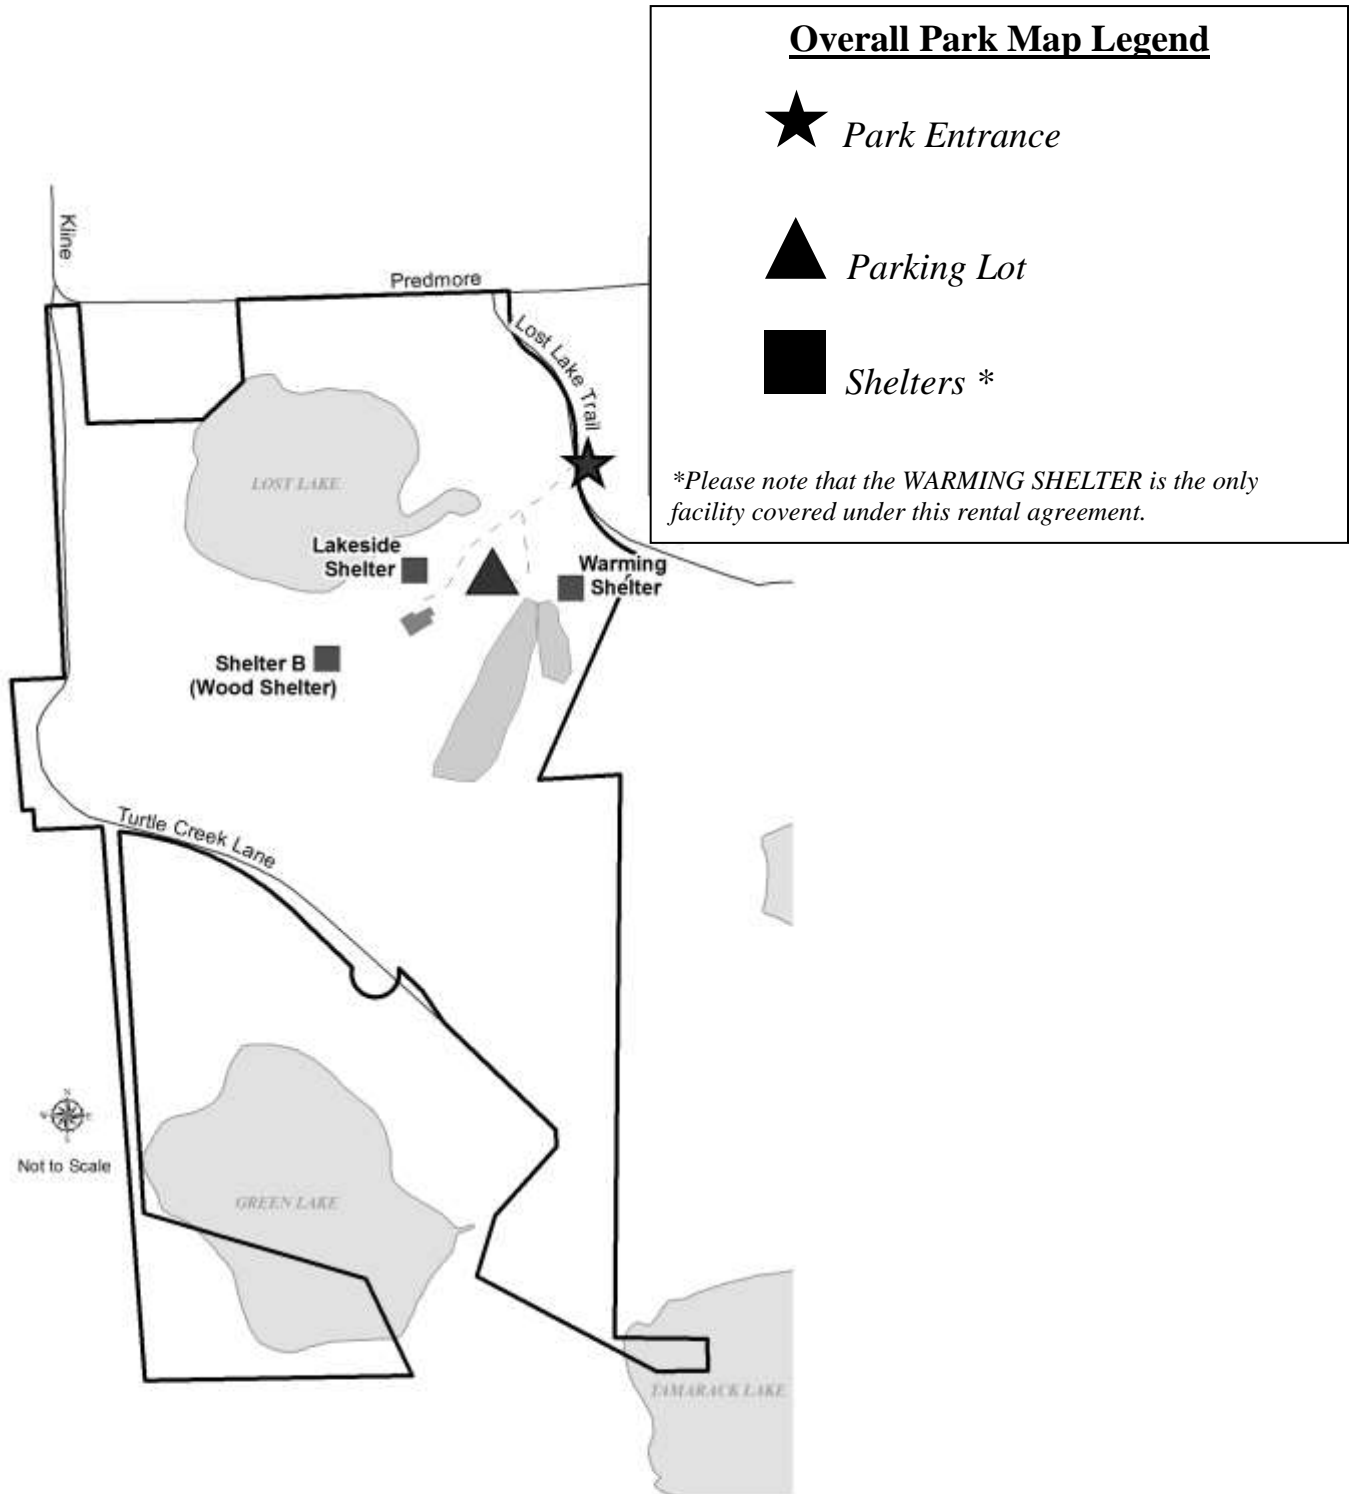 Overall Park Map Legend
Park Entrance
Parking Lot
Shelters *
*Please note that the WARMING SHELTER is the only
facility covered under this rental agreement.
Kline
Predmore
Lost Lake Trail
LOST LAKE
Lakeside
Shelter
Warming
Shelter
Shelter B
(Wood Shelter)
Turtle Creek Lane
N
W
E
Not to Scale
GREEN LAKE
TAMARACK LAKE